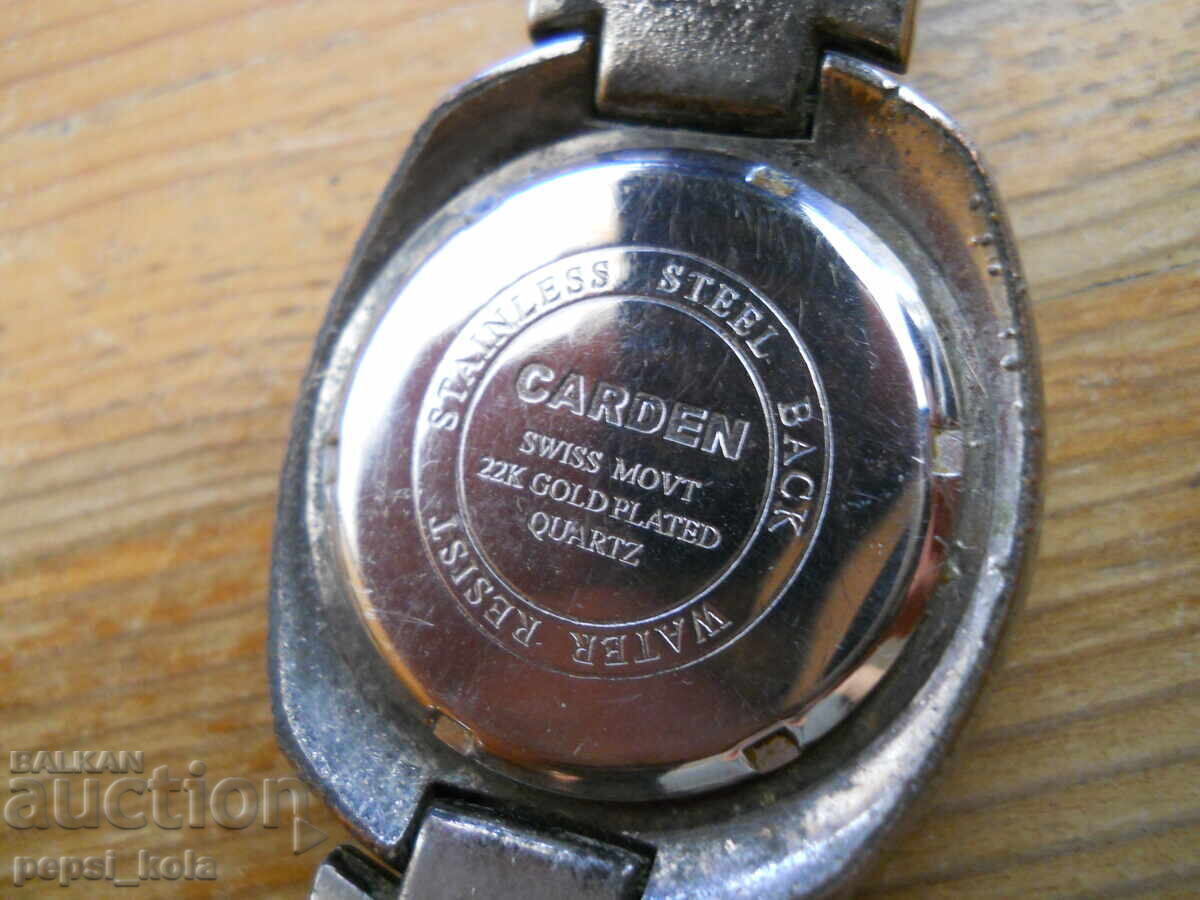 STAINLESS STEEL BACK
WATER RESIST
CARDEN
SWISS MOVT
22K GOLD PLATED
QUARTZ
BALKAN
auction
pepsi_kola